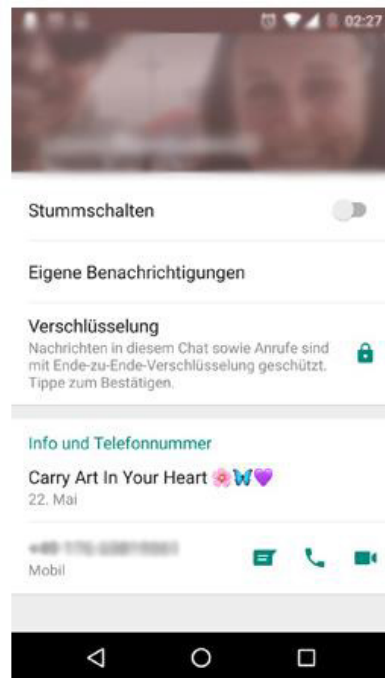 02:27
Stummschalten
Eigene Benachrichtigungen
Verschlüsselung
Nachrichten in diesem Chat sowie Anrufe sind
mit Ende-zu-Ende-Verschlüsselung geschützt.
Tippe zum Bestätigen.
Info und Telefonnummer
Carry Art In Your Heart 🌸🦋💜
22. Mai
Mobil